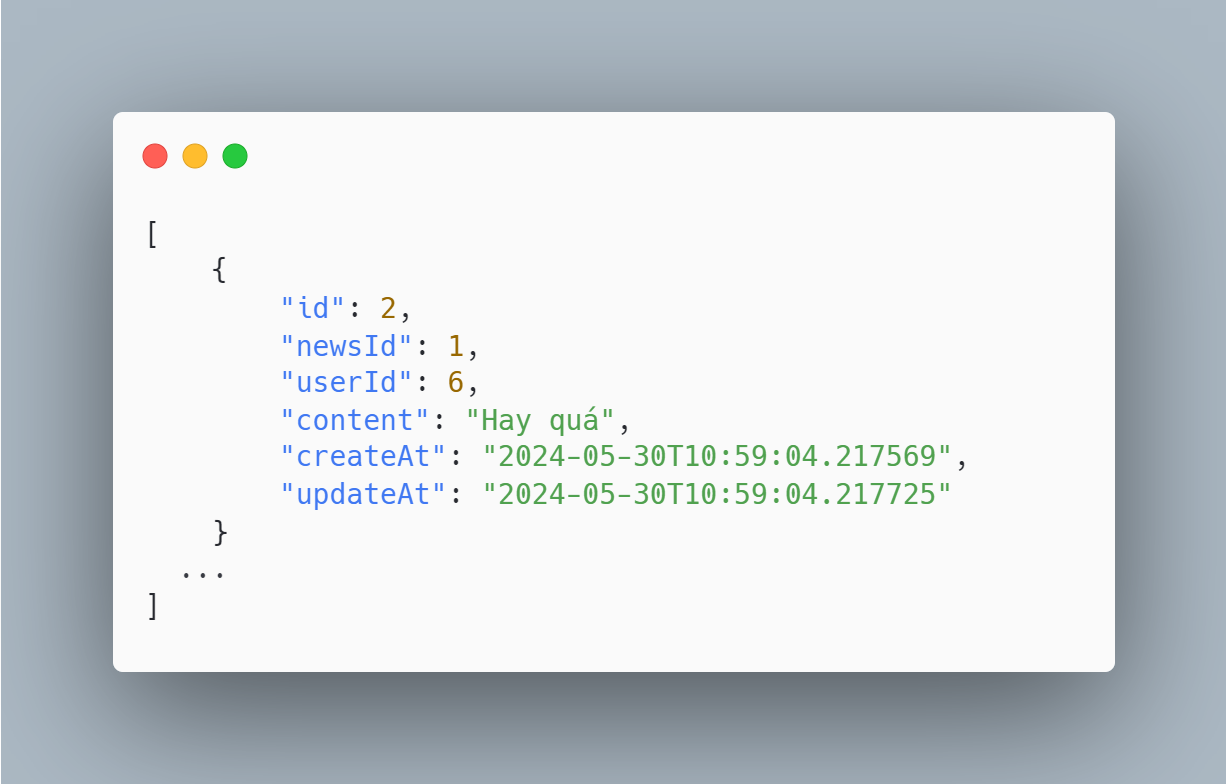 [
    {
        "id": 2,
        "newsId": 1,
        "userId": 6,
        "content": "Hay quá",
        "createAt": "2024-05-30T10:59:04.217569",
        "updateAt": "2024-05-30T10:59:04.217725"
    }
  ...
]